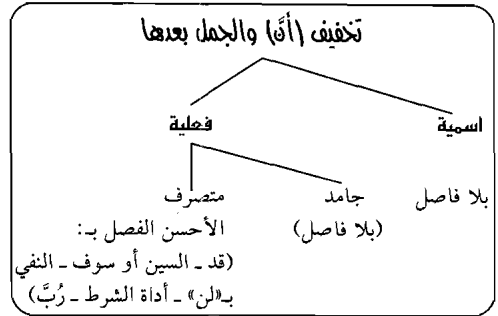 تخفيف (أنَّ) والجمل بعدها
اسمية
فعلية
بلا فاصل
جامد
متصرف
(بلا فاصل)
الأحسن الفصل بـ:
(قد ـ السين أو سوف ـ النفي
بـ«لن» ـ أداة الشرط ـ رُبَّ)